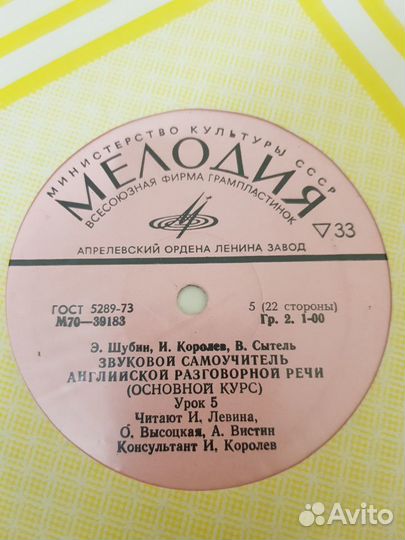 МИНИСТЕРСТВО КУЛЬТУРЫ СССР
МЕЛОДИЯ
ВСЕСОЮЗНАЯ ФИРМА ГРАМПЛАСТИНОК
▽33
АПРЕЛЕВСКИЙ ОРДЕНА ЛЕНИНА ЗАВОД
ГОСТ 5289-73 5 (22 стороны)
М70—39183 Гр. 2. 1-00
Э. Шубин, И. Королев, В. Сытель
ЗВУКОВОЙ САМОУЧИТЕЛЬ
АНГЛИЙСКОЙ РАЗГОВОРНОЙ РЕЧИ
(ОСНОВНОЙ КУРС)
Урок 5
Читают И. Левина,
О. Высоцкая, А. Вистин
Консультант И. Королев
Avito